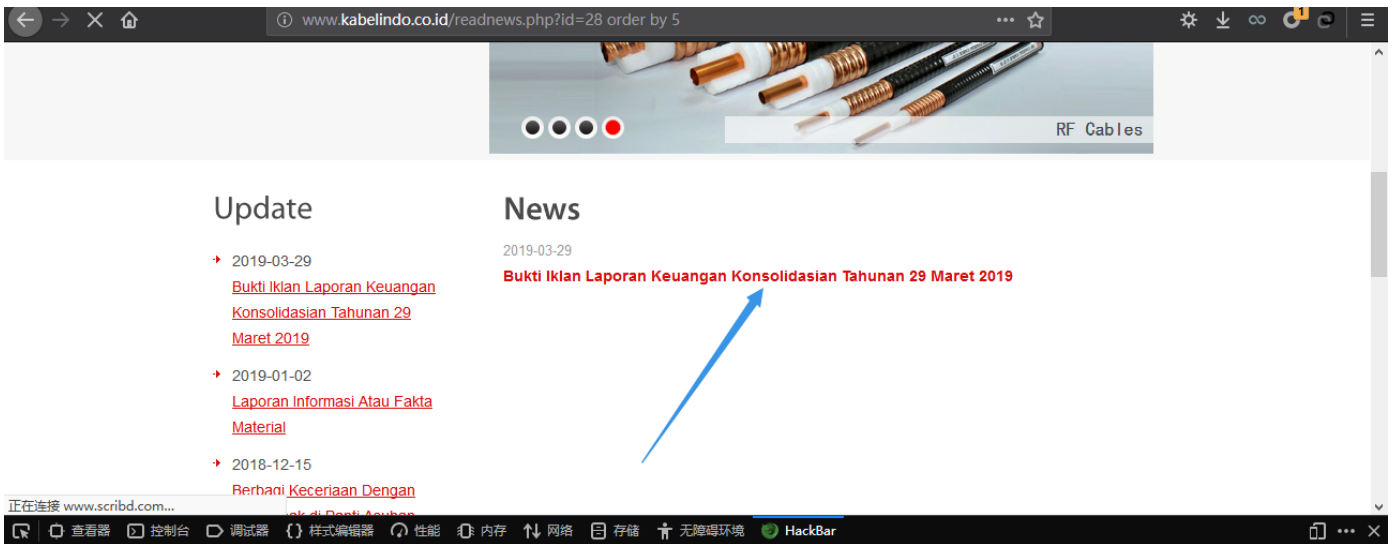 www.kabelindo.co.id/readnews.php?id=28 order by 5
1
RF Cables
Update
2019-03-29
Bukti Iklan Laporan Keuangan
Konsolidasian Tahunan 29
Maret 2019
2019-01-02
Laporan Informasi Atau Fakta
Material
2018-12-15
Berbagi Keceriaan Dengan
News
2019-03-29
Bukti Iklan Laporan Keuangan Konsolidasian Tahunan 29 Maret 2019
正在连接 www.scribd.com...
查看器 控制台 调试器 样式编辑器 性能 内存 网络 存储 无障碍环境 HackBar